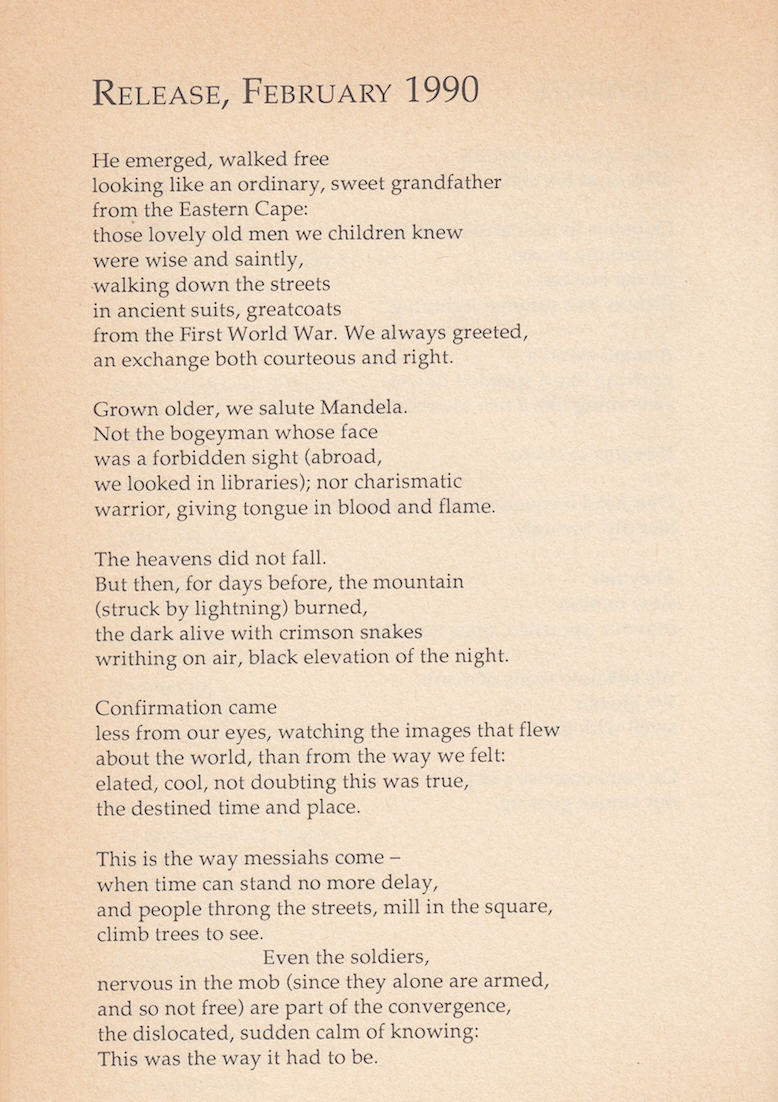 RELEASE, FEBRUARY 1990
He emerged, walked free
looking like an ordinary, sweet grandfather
from the Eastern Cape:
those lovely old men we children knew
were wise and saintly,
walking down the streets
in ancient suits, greatcoats
from the First World War. We always greeted,
an exchange both courteous and right.
Grown older, we salute Mandela.
Not the bogeyman whose face
was a forbidden sight (abroad,
we looked in libraries); nor charismatic
warrior, giving tongue in blood and flame.
The heavens did not fall.
But then, for days before, the mountain
(struck by lightning) burned,
the dark alive with crimson snakes
writhing on air, black elevation of the night.
Confirmation came
less from our eyes, watching the images that flew
about the world, than from the way we felt:
elated, cool, not doubting this was true,
the destined time and place.
This is the way messiahs come –
when time can stand no more delay,
and people throng the streets, mill in the square,
climb trees to see.
Even the soldiers,
nervous in the mob (since they alone are armed,
and so not free) are part of the convergence,
the dislocated, sudden calm of knowing:
This was the way it had to be.